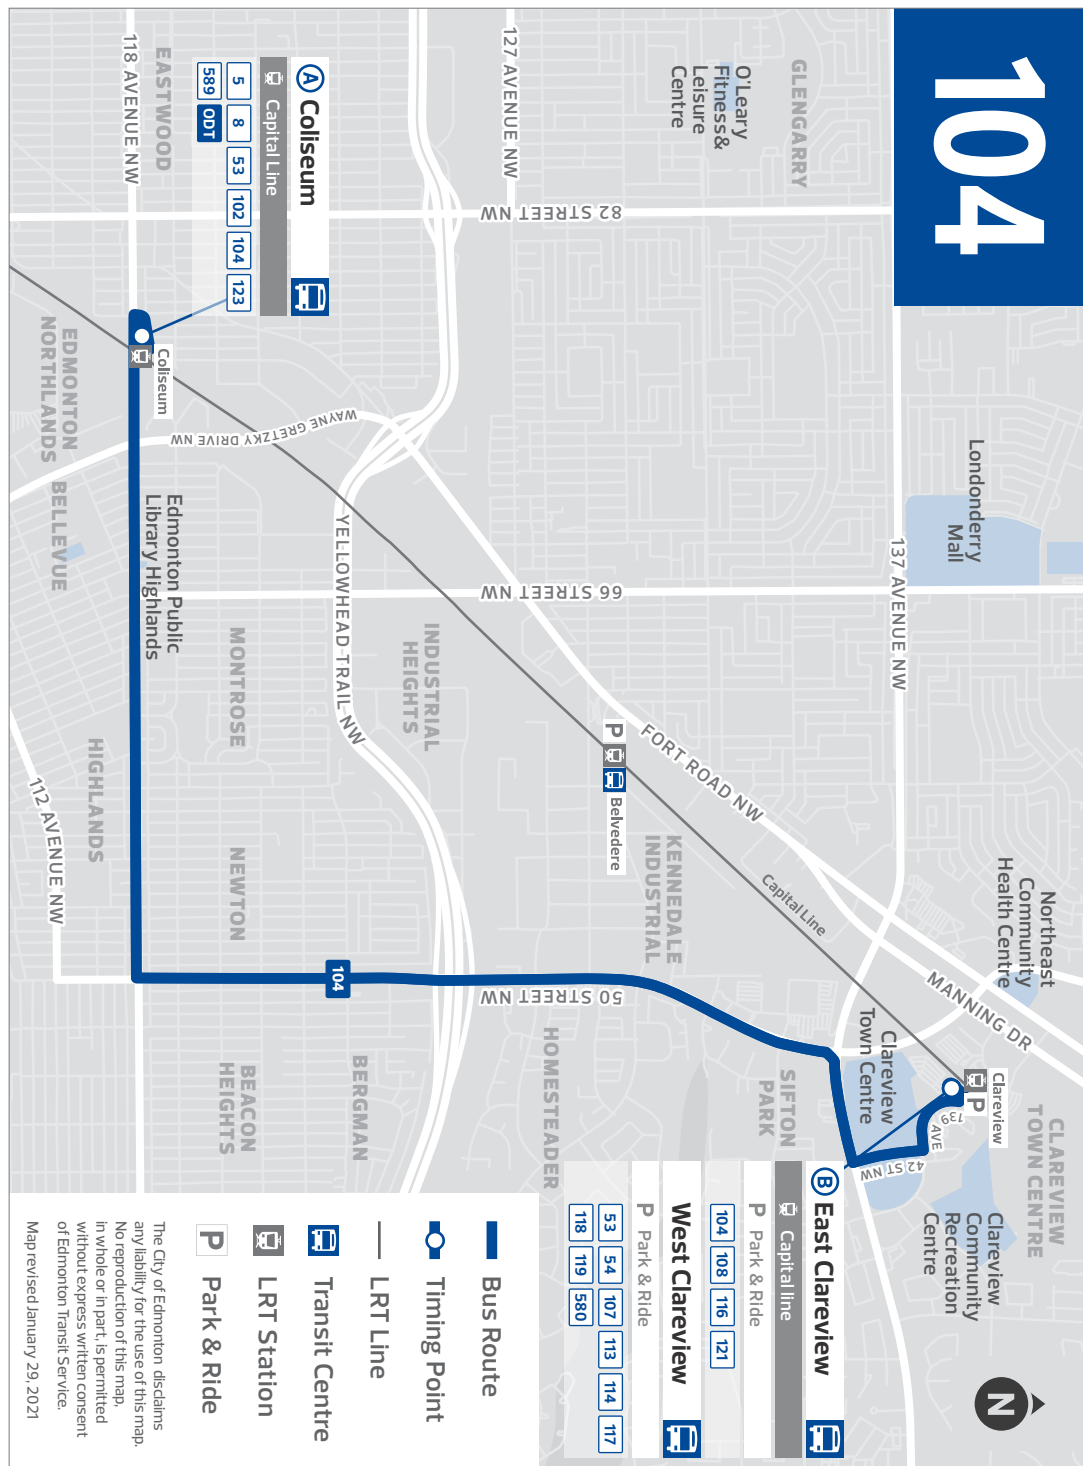 104
GLENGARRY
O'Leary
Fitness&
Leisure
Centre
127 AVENUE NW
118 AVENUE NW
EASTWOOD
A Coliseum
Capital Line
5 8 53 102 104 123
589 ODT
82 STREET NW
Coliseum
EDMONTON
NORTHLANDS
BELLEVUE
WAYNE GRETZKY DRIVE NW
Edmonton Public
Library Highlands
YELLOWHEAD TRAIL NW
66 STREET NW
Londonderry
Mall
137 AVENUE NW
MONTROSE
INDUSTRIAL
HEIGHTS
HIGHLANDS
112 AVENUE NW
NEWTON
P
Belvedere
FORT ROAD NW
KENNEDALE
INDUSTRIAL
Capital Line
Northeast
Community
Health Centre
MANNING DR
104
50 STREET NW
HOMESTEADER
BERGMAN
BEACON
HEIGHTS
SIFTON
PARK
Clareview
Town Centre
Clareview
P
139
AVE
42 ST NW
CLAREVIEW
TOWN CENTRE
Clareview
Community
Recreation
Centre
B East Clareview
Capital line
P Park & Ride
104 108 116 121
West Clareview
P Park & Ride
53 54 107 113 114 117
118 119 580
N
Bus Route
Timing Point
LRT Line
Transit Centre
LRT Station
P Park & Ride
The City of Edmonton disclaims
any liability for the use of this map.
No reproduction of this map,
in whole or in part, is permitted
without express written consent
of Edmonton Transit Service.
Map revised January 29, 2021